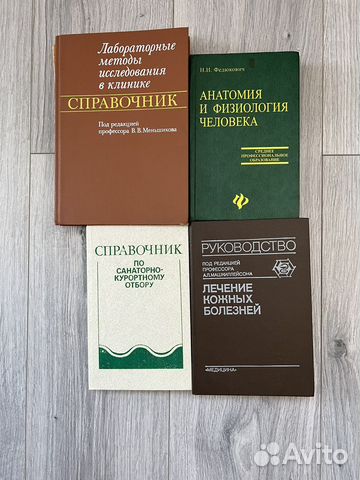 Лабораторные
методы
исследования
в клинике
СПРАВОЧНИК
Под редакцией
профессора В.В.Меньшикова
Н.И. Федюкович
АНАТОМИЯ
И ФИЗИОЛОГИЯ
ЧЕЛОВЕКА
СРЕДНЕЕ
ПРОФЕССИОНАЛЬНОЕ
ОБРАЗОВАНИЕ
СПРАВОЧНИК
ПО
САНАТОРНО-
КУРОРТНОМУ
ОТБОРУ
РУКОВОДСТВО
ПОД РЕДАКЦИЕЙ
ПРОФЕССОРА
А.Л.МАШКИЛЛЕЙСОНА
ЛЕЧЕНИЕ
КОЖНЫХ
БОЛЕЗНЕЙ
«МЕДИЦИНА»
Avito